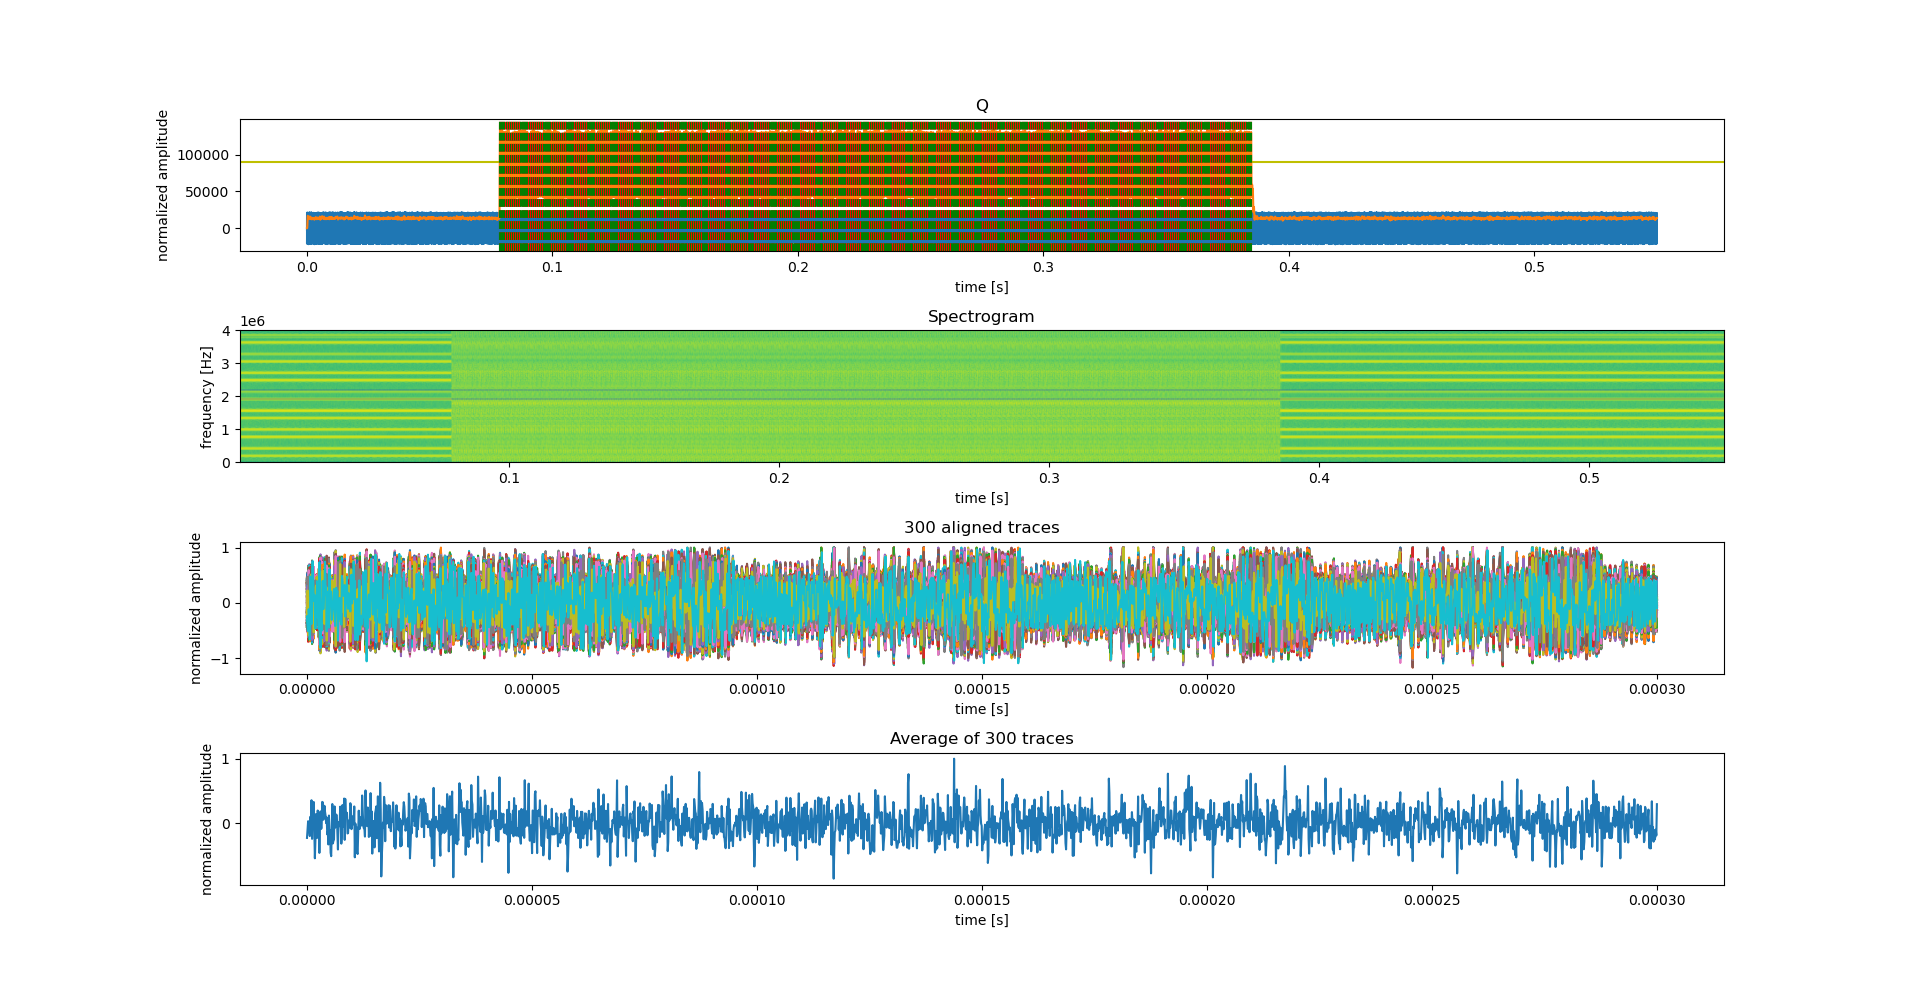 Q
normalized amplitude
100000
50000
0
0.0 0.1 0.2 0.3 0.4 0.5
time [s]
Spectrogram
1e6
frequency [Hz]
4
3
2
1
0
0.1 0.2 0.3 0.4 0.5
time [s]
300 aligned traces
normalized amplitude
1
0
−1
0.00000 0.00005 0.00010 0.00015 0.00020 0.00025 0.00030
time [s]
Average of 300 traces
normalized amplitude
1
0
0.00000 0.00005 0.00010 0.00015 0.00020 0.00025 0.00030
time [s]